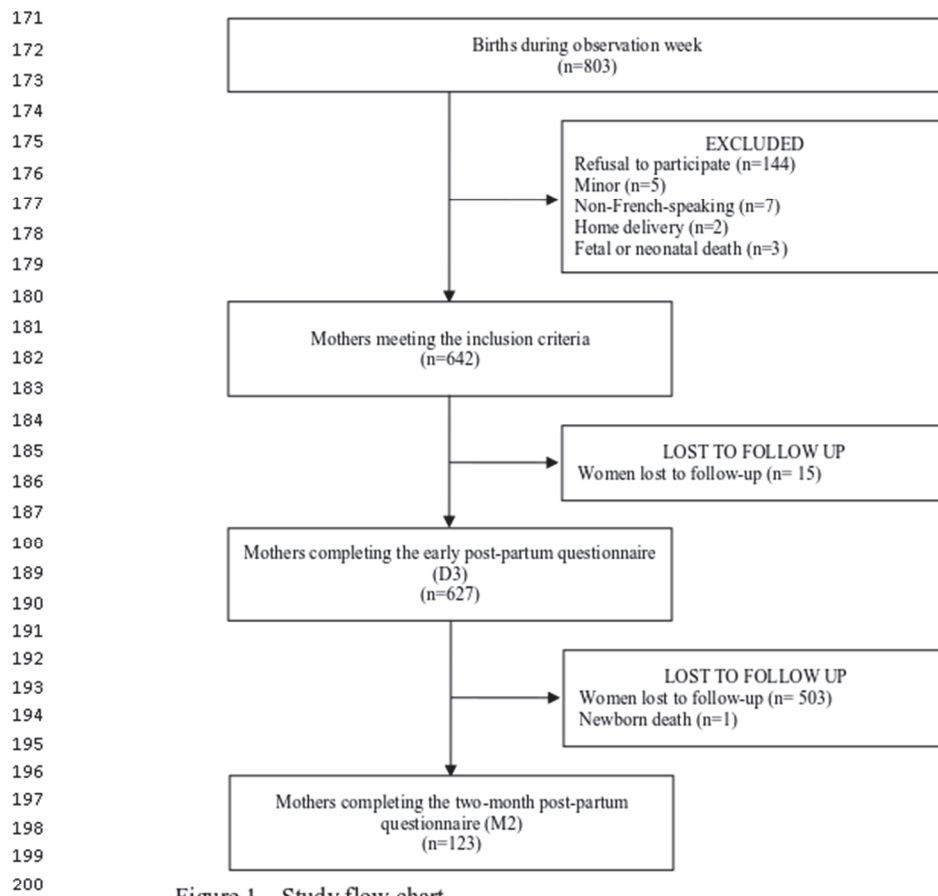 171
172
173
174
175
176
177
178
179
180
181
182
183
184
185
186
187
188
189
190
191
192
193
194
195
196
197
198
199
200
Births during observation week
(n=803)
EXCLUDED
Refusal to participate (n=144)
Minor (n=5)
Non-French-speaking (n=7)
Home delivery (n=2)
Fetal or neonatal death (n=3)
Mothers meeting the inclusion criteria
(n=642)
LOST TO FOLLOW UP
Women lost to follow-up (n= 15)
Mothers completing the early post-partum questionnaire
(D3)
(n=627)
LOST TO FOLLOW UP
Women lost to follow-up (n= 503)
Newborn death (n=1)
Mothers completing the two-month post-partum
questionnaire (M2)
(n=123)
Figure 1 – Study flow chart